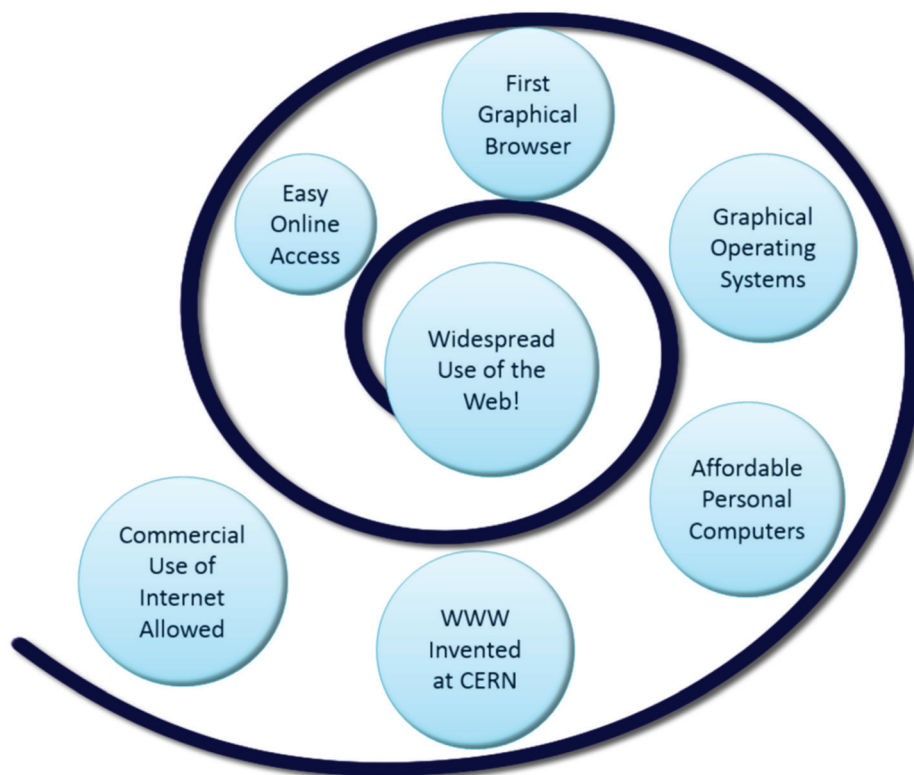 First
Graphical
Browser
Easy
Online
Access
Graphical
Operating
Systems
Widespread
Use of the
Web!
Affordable
Personal
Computers
Commercial
Use of
Internet
Allowed
WWW
Invented
at CERN